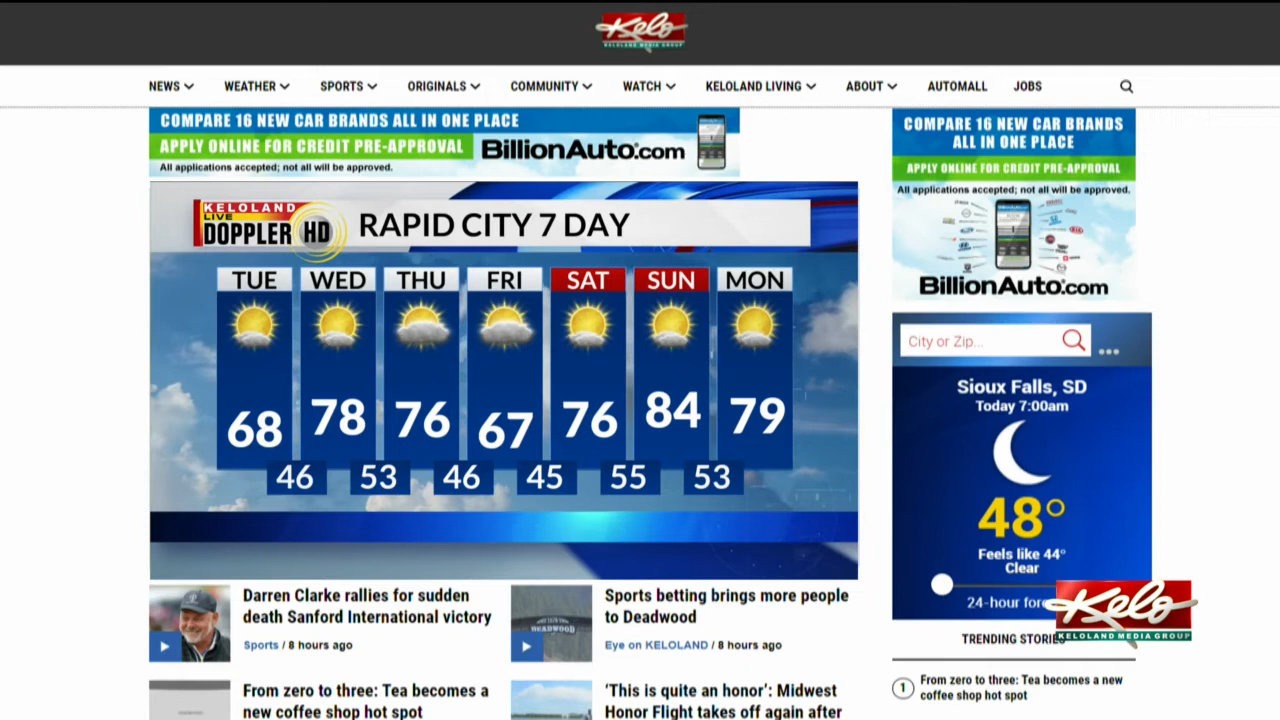 Kelo
KELOLAND MEDIA GROUP
NEWS WEATHER SPORTS ORIGINALS COMMUNITY WATCH KELOLAND LIVING ABOUT AUTOMALL JOBS
COMPARE 16 NEW CAR BRANDS ALL IN ONE PLACE
APPLY ONLINE FOR CREDIT PRE-APPROVAL
BillionAuto.com
All applications accepted; not all will be approved.
COMPARE 16 NEW CAR BRANDS
ALL IN ONE PLACE
APPLY ONLINE FOR CREDIT PRE-APPROVAL
All applications accepted; not all will be approved.
BillionAuto.com
KELOLAND
LIVE
DOPPLER HD
RAPID CITY 7 DAY
TUE WED THU FRI SAT SUN MON
68 78 76 67 76 84 79
46 53 46 45 55 53
City or Zip...
Sioux Falls, SD
Today 7:00am
48°
Feels like 44°
Clear
24-hour fore
Darren Clarke rallies for sudden
death Sanford International victory
Sports / 8 hours ago
DEADWOOD
Sports betting brings more people
to Deadwood
Eye on KELOLAND / 8 hours ago
From zero to three: Tea becomes a
new coffee shop hot spot
‘This is quite an honor’: Midwest
Honor Flight takes off again after
TRENDING STORIES
1
From zero to three: Tea becomes a new
coffee shop hot spot
Kelo
KELOLAND MEDIA GROUP